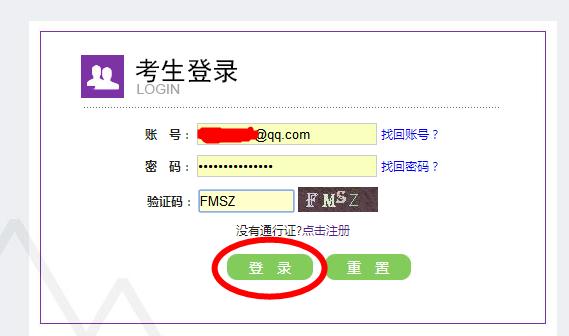 考生登录
LOGIN
账 号： @qq.com 找回账号？
密 码： ••••••••••••••• 找回密码？
验证码： FMSZ FMSZ
没有通行证?点击注册
登 录 重 置